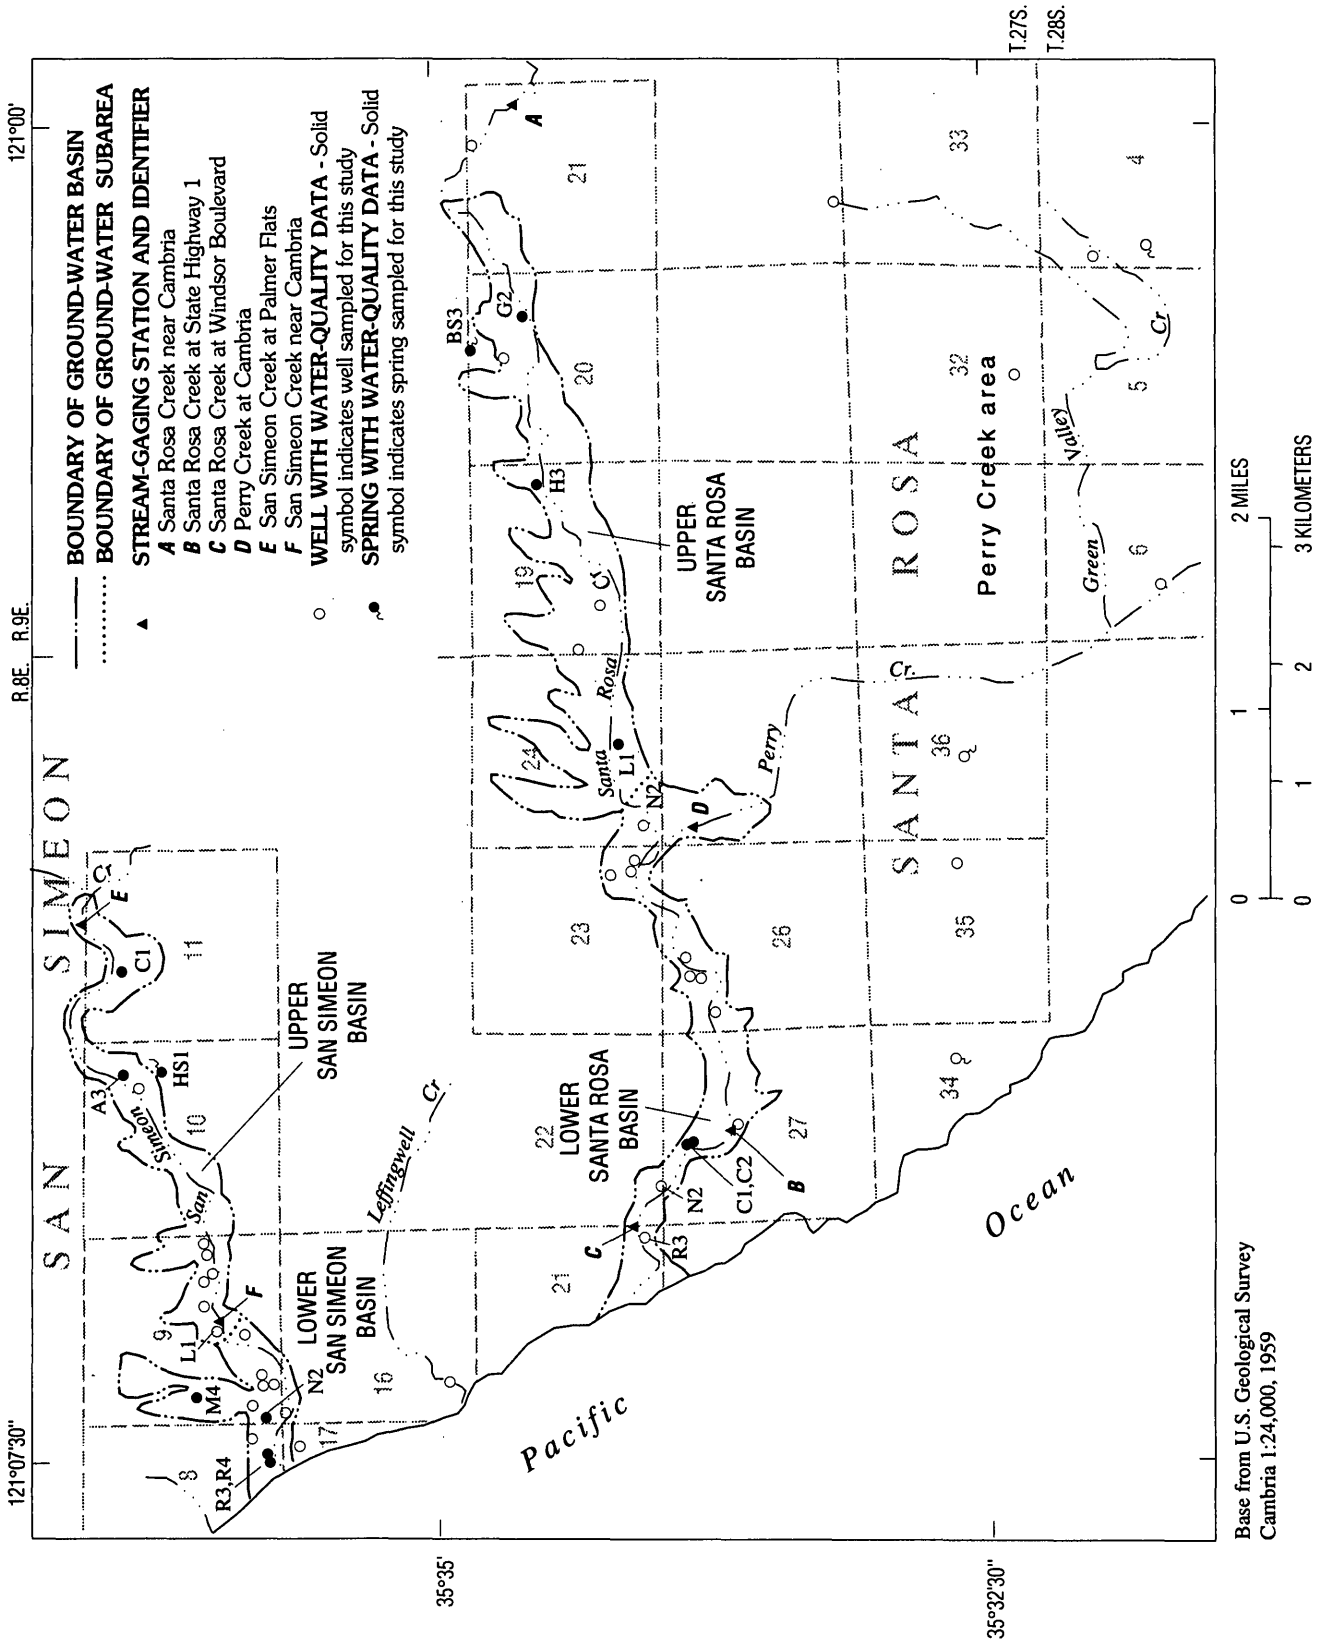 121°07'30"
R.8E. R.9E.
121°00'
BOUNDARY OF GROUND-WATER BASIN
BOUNDARY OF GROUND-WATER SUBAREA
STREAM-GAGING STATION AND IDENTIFIER
A Santa Rosa Creek near Cambria
B Santa Rosa Creek at State Highway 1
C Santa Rosa Creek at Windsor Boulevard
D Perry Creek at Cambria
E San Simeon Creek at Palmer Flats
F San Simeon Creek near Cambria
WELL WITH WATER-QUALITY DATA - Solid
symbol indicates well sampled for this study
SPRING WITH WATER-QUALITY DATA - Solid
symbol indicates spring sampled for this study
SAN SIMEON
Cr
E
C1
11
A3
HS1
Simeon
10
San
UPPER
SAN SIMEON
BASIN
9
L1
F
M4
N2
LOWER
SAN SIMEON
BASIN
8
R3,R4
17
16
Leffingwell Cr
35°35'
BS3
G2
A
21
20
H3
19
Cr
UPPER
SANTA ROSA
BASIN
24
Santa Rosa
L1
N2
D
Perry
Cr.
23
26
22
LOWER
SANTA ROSA
BASIN
27
C1,C2
B
N2
C
R3
21
SANTA ROSA
Perry Creek area
33
32
36
35
34
4
5
6
Green Valley Cr
T.27S.
T.28S.
Pacific Ocean
35°32'30"
0 1 2 MILES
0 1 2 3 KILOMETERS
Base from U.S. Geological Survey
Cambria 1:24,000, 1959